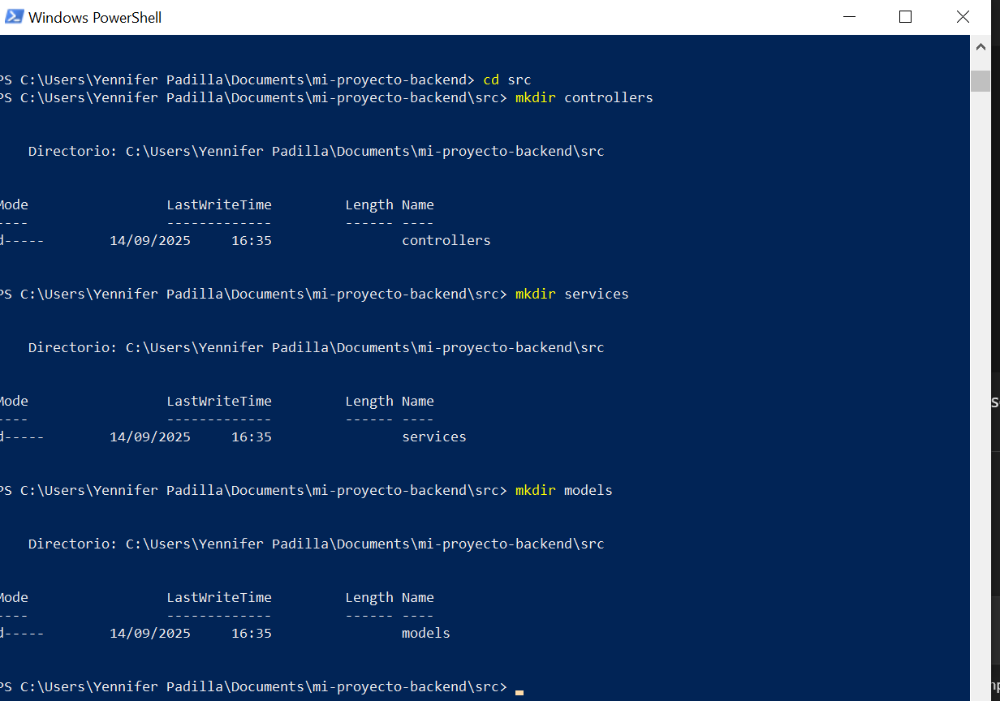 Windows PowerShell
PS C:\Users\Yennifer Padilla\Documents\mi-proyecto-backend> cd src
PS C:\Users\Yennifer Padilla\Documents\mi-proyecto-backend\src> mkdir controllers
Directorio: C:\Users\Yennifer Padilla\Documents\mi-proyecto-backend\src
Mode LastWriteTime Length Name
---- ------------- ------ ----
d----- 14/09/2025 16:35 controllers
PS C:\Users\Yennifer Padilla\Documents\mi-proyecto-backend\src> mkdir services
Directorio: C:\Users\Yennifer Padilla\Documents\mi-proyecto-backend\src
Mode LastWriteTime Length Name
---- ------------- ------ ----
d----- 14/09/2025 16:35 services
PS C:\Users\Yennifer Padilla\Documents\mi-proyecto-backend\src> mkdir models
Directorio: C:\Users\Yennifer Padilla\Documents\mi-proyecto-backend\src
Mode LastWriteTime Length Name
---- ------------- ------ ----
d----- 14/09/2025 16:35 models
PS C:\Users\Yennifer Padilla\Documents\mi-proyecto-backend\src>